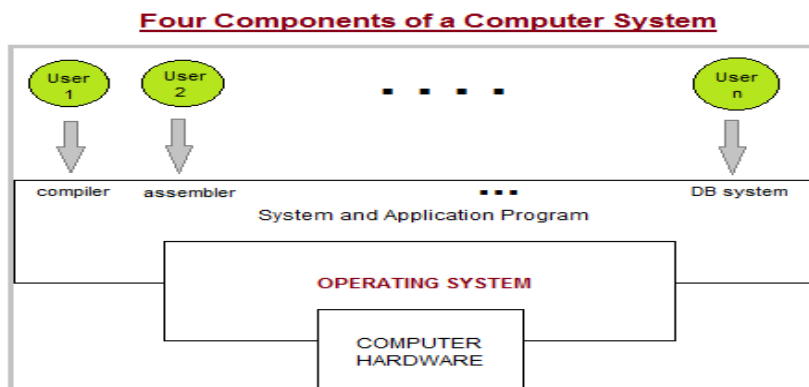 Four Components of a Computer System
User
1
User
2
. . . .
User
n
compiler
assembler
...
DB system
System and Application Program
OPERATING SYSTEM
COMPUTER
HARDWARE